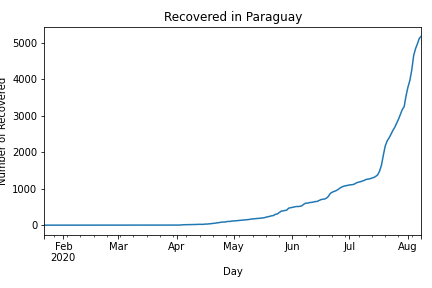 Recovered in Paraguay
5000
4000
3000
2000
1000
0
Number of Recovered
Feb
2020
Mar
Apr
May
Jun
Jul
Aug
Day